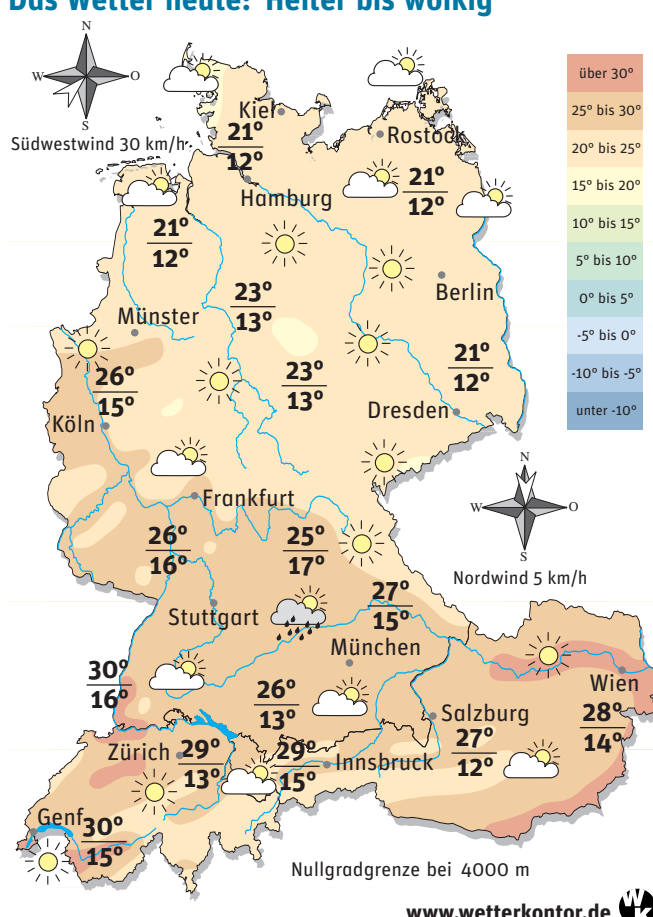 Das Wetter heute: Heiter bis wolkig
N
W
O
S
Südwestwind 30 km/h
über 30°
25° bis 30°
20° bis 25°
15° bis 20°
10° bis 15°
5° bis 10°
0° bis 5°
-5° bis 0°
-10° bis -5°
unter -10°
Kiel
21°
12°
Rostock
Hamburg
21°
12°
21°
12°
Berlin
23°
13°
Münster
26°
15°
23°
13°
21°
12°
Köln
Dresden
Frankfurt
N
W
O
S
Nordwind 5 km/h
26°
16°
25°
17°
27°
15°
Stuttgart
München
30°
16°
26°
13°
Wien
28°
14°
Salzburg
27°
12°
Zürich
29°
13°
29°
15°
Innsbruck
Genf
30°
15°
Nullgradgrenze bei 4000 m
www.wetterkontor.de
WK